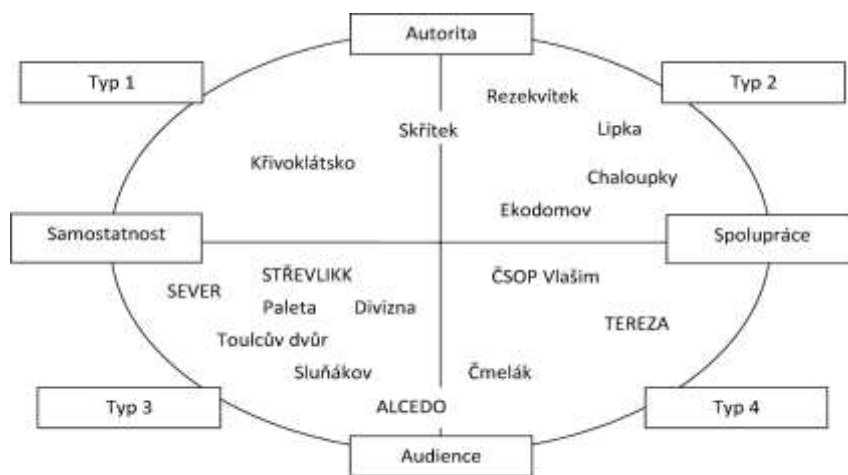 Autorita
Typ 1
Typ 2
Rezekvítek
Skřítek
Lipka
Křivoklátsko
Chaloupky
Ekodomov
Samostatnost
Spolupráce
STŘEVLIKK
ČSOP Vlašim
SEVER
Paleta
Divizna
TEREZA
Toulcův dvůr
Sluňákov
Čmelák
Typ 3
ALCEDO
Typ 4
Audience